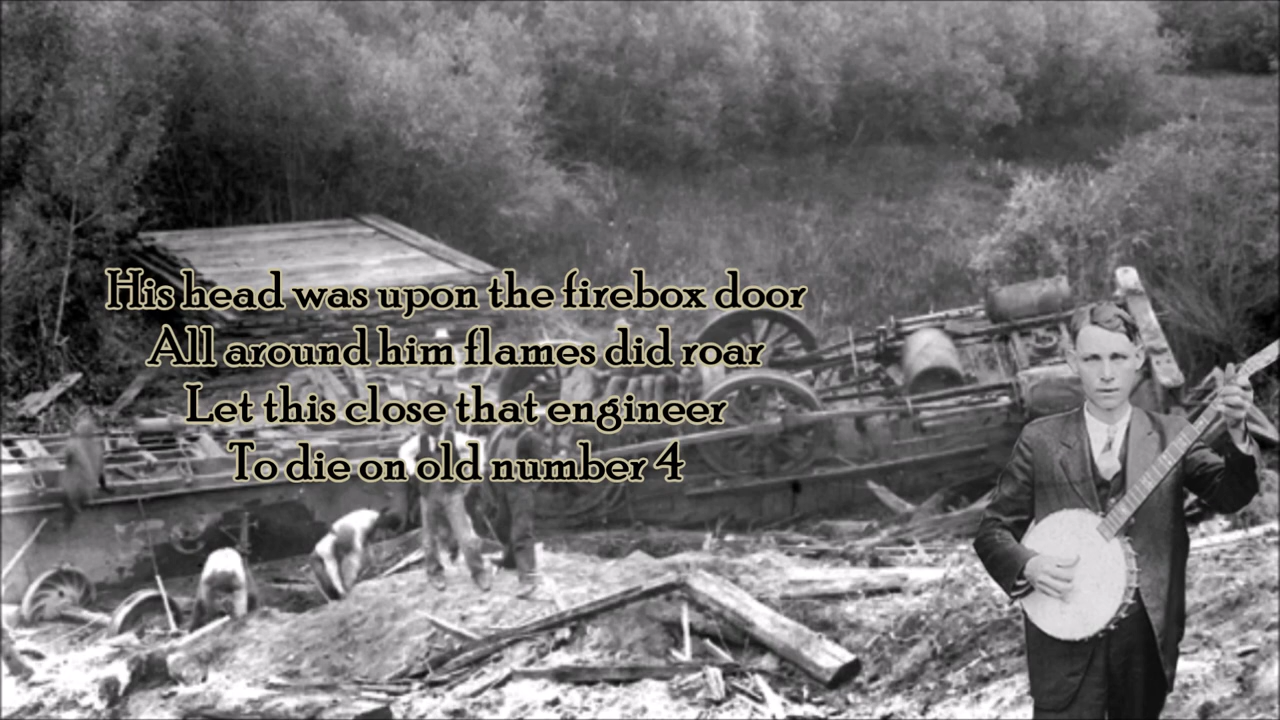 His head was upon the firebox door
All around him flames did roar
Let this close that engineer
To die on old number 4